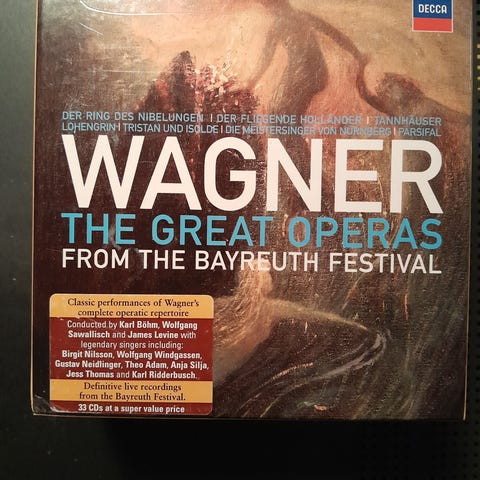 DECCA
DER RING DES NIBELUNGEN | DER FLIEGENDE HOLLÄNDER | TANNHÄUSER
LOHENGRIN | TRISTAN UND ISOLDE | DIE MEISTERSINGER VON NÜRNBERG | PARSIFAL
WAGNER
THE GREAT OPERAS
FROM THE BAYREUTH FESTIVAL
Classic performances of Wagner's
complete operatic repertoire
Conducted by Karl Böhm, Wolfgang
Sawallisch and James Levine with
legendary singers including:
Birgit Nilsson, Wolfgang Windgassen,
Gustav Neidlinger, Theo Adam, Anja Silja,
Jess Thomas and Karl Ridderbusch.
Definitive live recordings
from the Bayreuth Festival.
33 CDs at a super value price